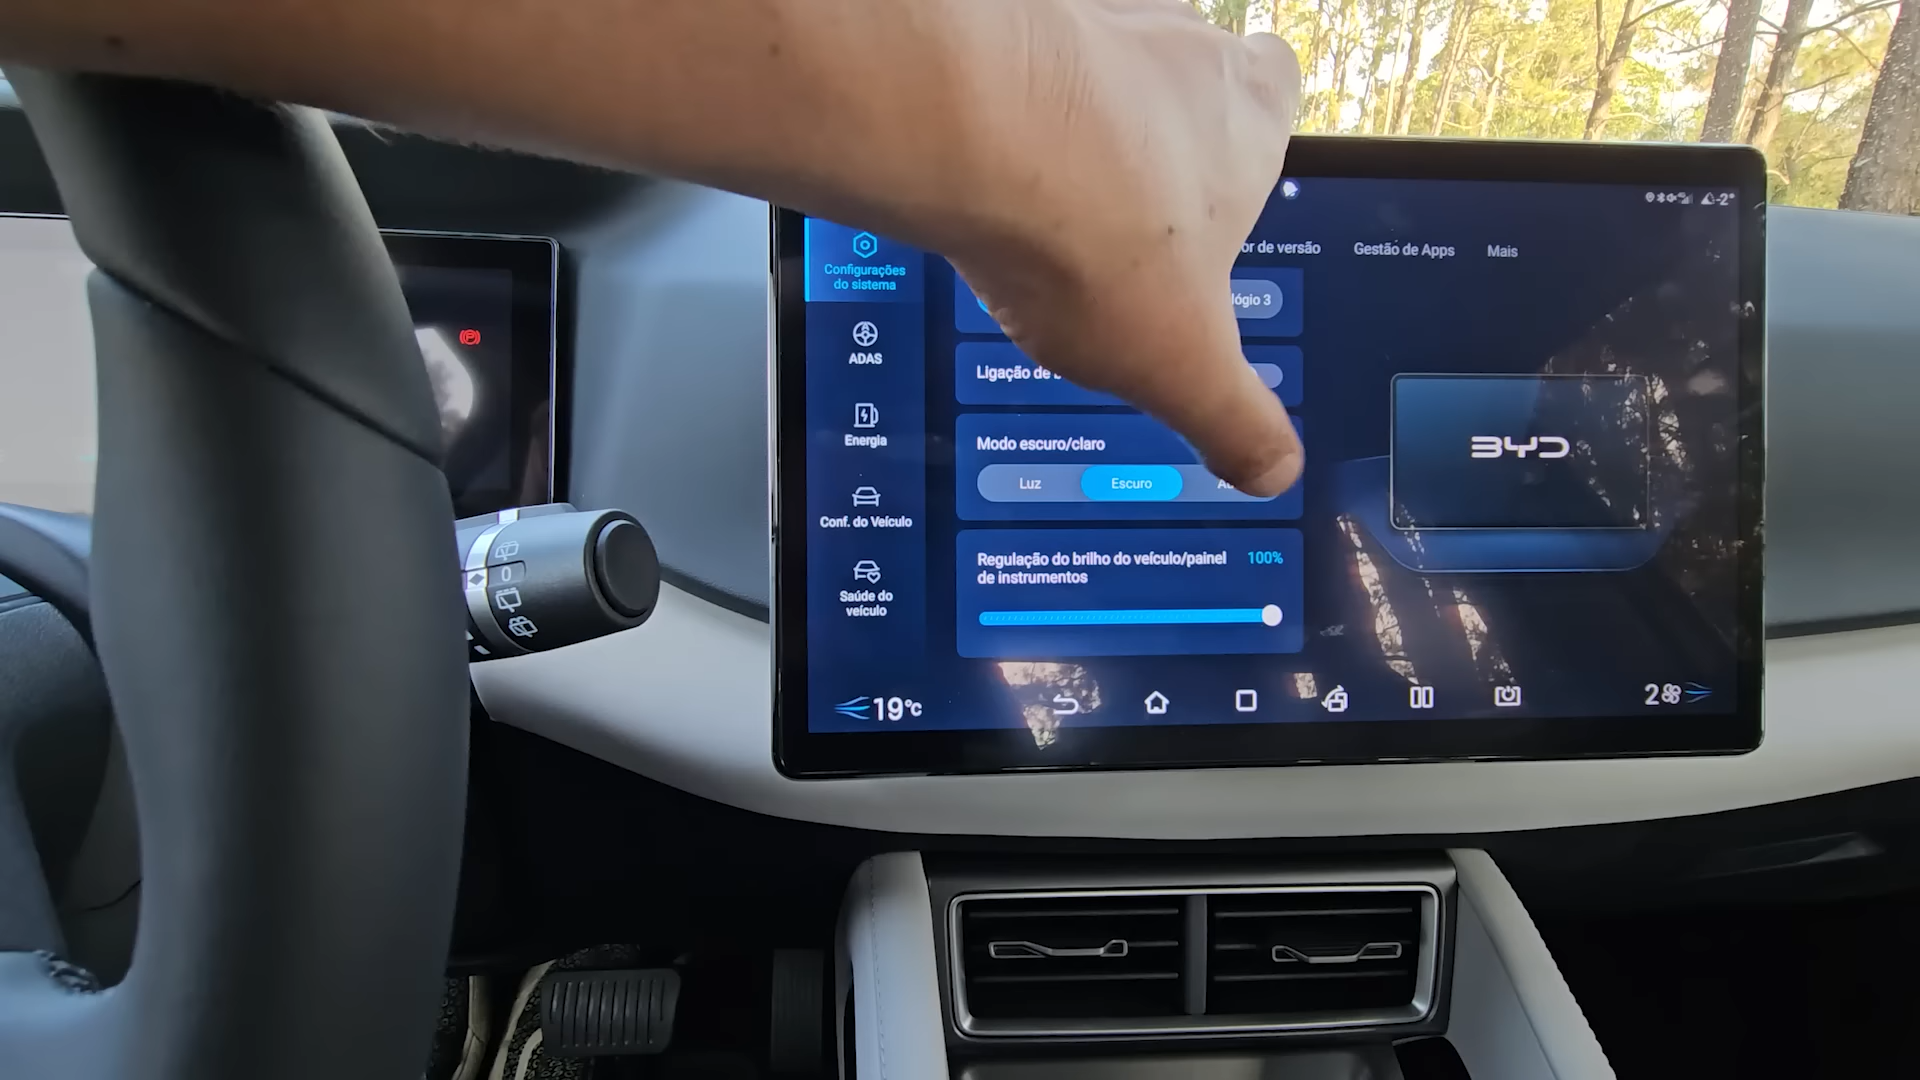 -2°
or de versão
Gestão de Apps
Mais
Configurações
do sistema
lógio 3
ADAS
Ligação de
Modo escuro/claro
Energia
Luz
Escuro
BYD
Conf. do Veículo
Regulação do brilho do veículo/painel
100%
de instrumentos
0
Saúde do
veículo
19°C
2